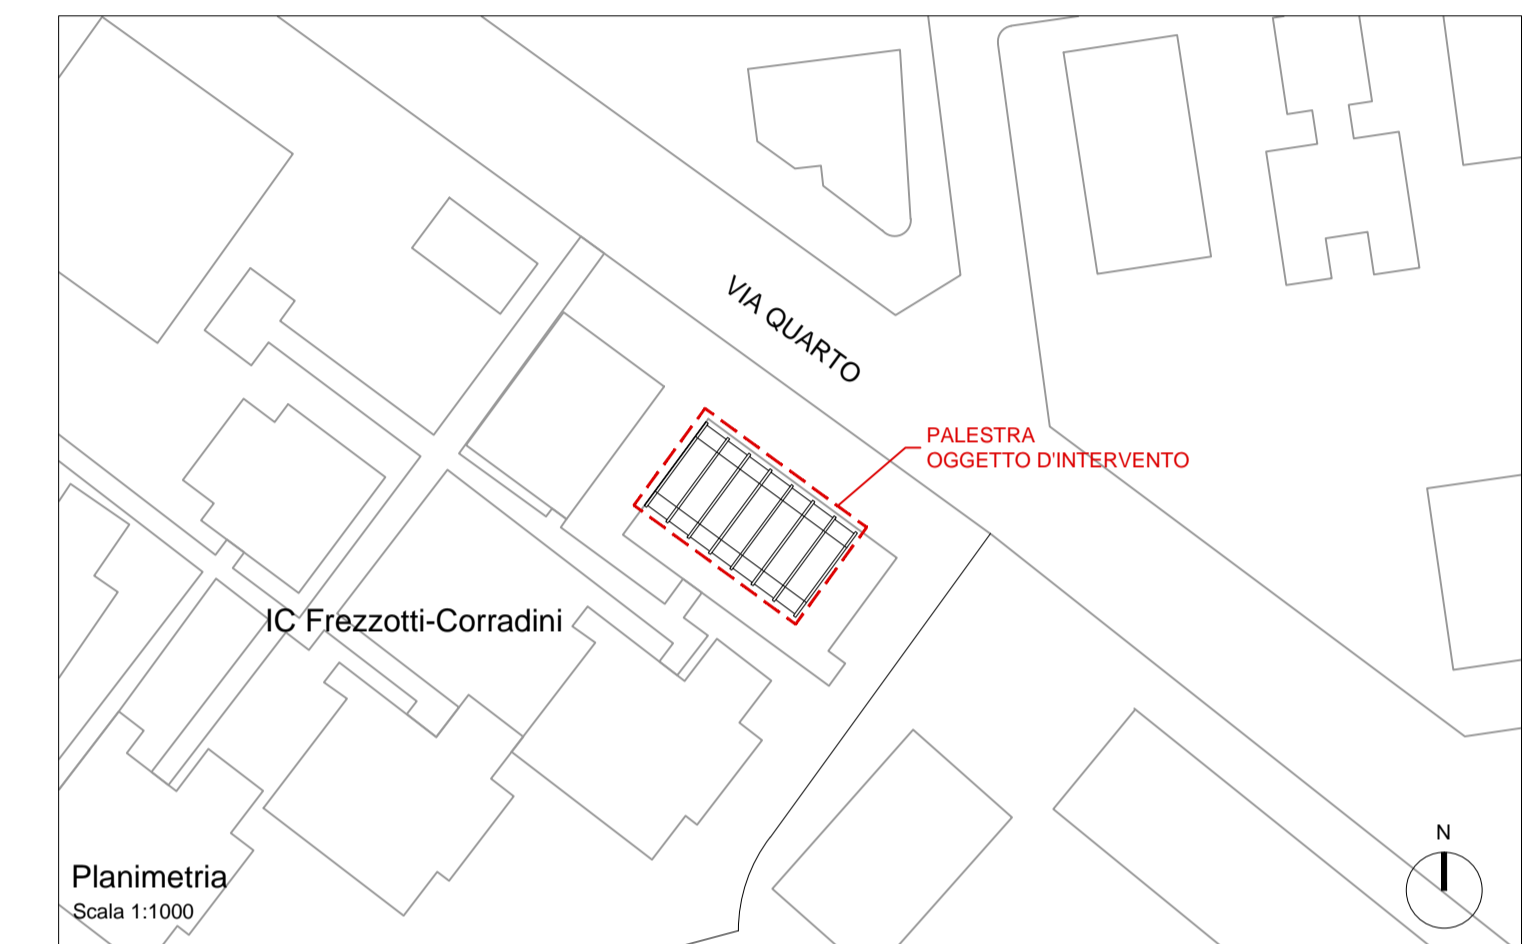 VIA QUARTO
PALESTRA
OGGETTO D'INTERVENTO
IC Frezzotti-Corradini
Planimetria
Scala 1:1000
N